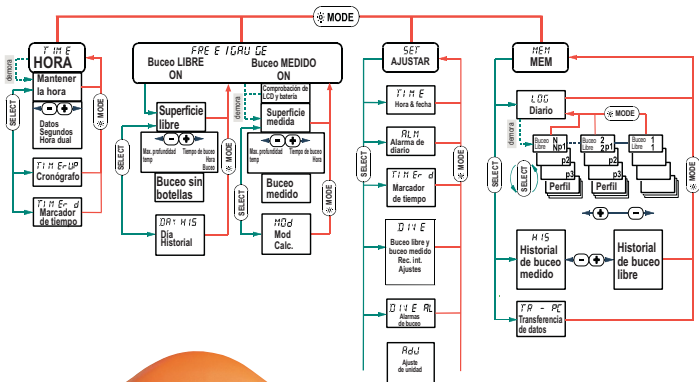 MODE
TIME
HORA
demora
Mantener
la hora
Datos
Segundos
Hora dual
SELECT
MODE
TIMErUP
Cronógrafo
TIMEr d
Marcador
de tiempo
FREE IGAUGE
Buceo LIBRE
ON
Buceo MEDIDO
ON
Superficie
libre
demora
Comprobación de
LCD y batería
Superficie
medida
Max. profundidad
temp
Tiempo de buceo
Hora
Max. profundidad
temp
Tiempo de buceo
Hora
Buceo
SELECT
MODE
Buceo sin
botellas
DAY HIS
Día
Historial
SELECT
Buceo
medido
MOd
Mod
Calc.
MODE
SET
AJUSTAR
TIME
Hora & fecha
ALM
Alarma de
diario
SELECT
MODE
TIMEr d
Marcador
de tiempo
DIVE
Buceo libre y
buceo medido
Rec. int.
Ajustes
DIVE AL
Alarmas
de buceo
AdJ
Ajuste
de unidad
MEM
MEM
LOG
Diario
demora
MODE
Buceo
Libre
N
Np1
Buceo
Libre
2
2p1
Buceo
Libre
1
1
p2
p2
p3
p3
Perfil
Perfil
SELECT
SELECT
MODE
HIS
Historial
de buceo
medido
Historial
de buceo
libre
TR - PC
Transferencia
de datos